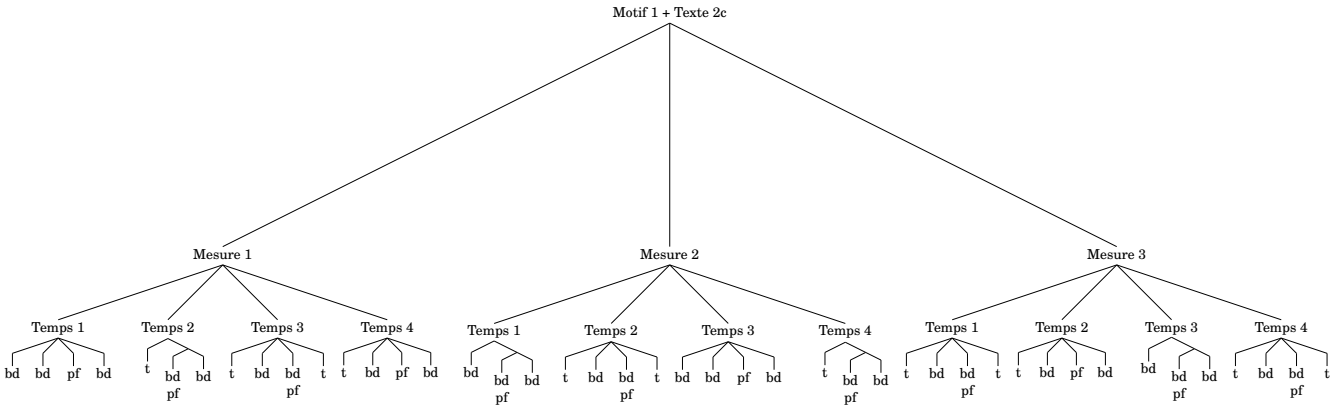 Motif 1 + Texte 2c
Mesure 1 Mesure 2 Mesure 3
Temps 1 Temps 2 Temps 3 Temps 4 Temps 1 Temps 2 Temps 3 Temps 4 Temps 1 Temps 2 Temps 3 Temps 4
bd bd pf bd t bd bd t bd bd t t bd pf bd bd bd bd t bd bd t bd bd pf bd t bd bd t bd bd t t bd pf bd bd bd bd t bd bd t
pf pf pf pf pf pf pf pf